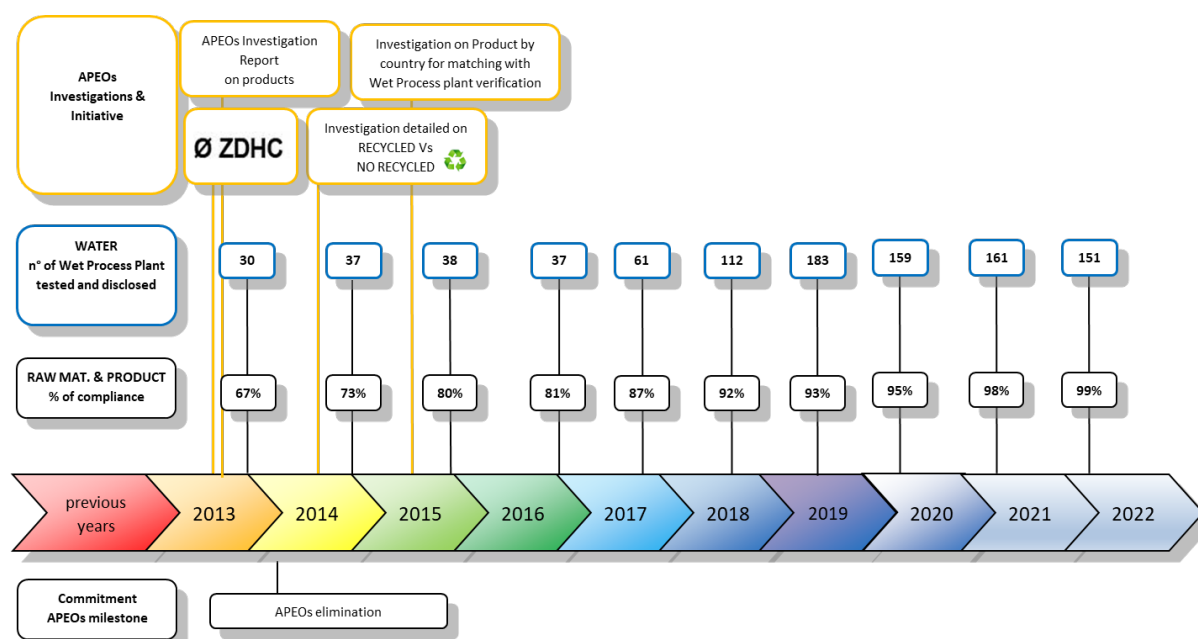 APEOs
Investigations &
Initiative
APEOs Investigation
Report
on products
Investigation on Product by
country for matching with
Wet Process plant verification
Ø ZDHC
Investigation detailed on
RECYCLED Vs
NO RECYCLED
WATER
n° of Wet Process Plant
tested and disclosed
30
37
38
37
61
112
183
159
161
151
RAW MAT. & PRODUCT
% of compliance
67%
73%
80%
81%
87%
92%
93%
95%
98%
99%
previous
years
2013
2014
2015
2016
2017
2018
2019
2020
2021
2022
Commitment
APEOs milestone
APEOs elimination